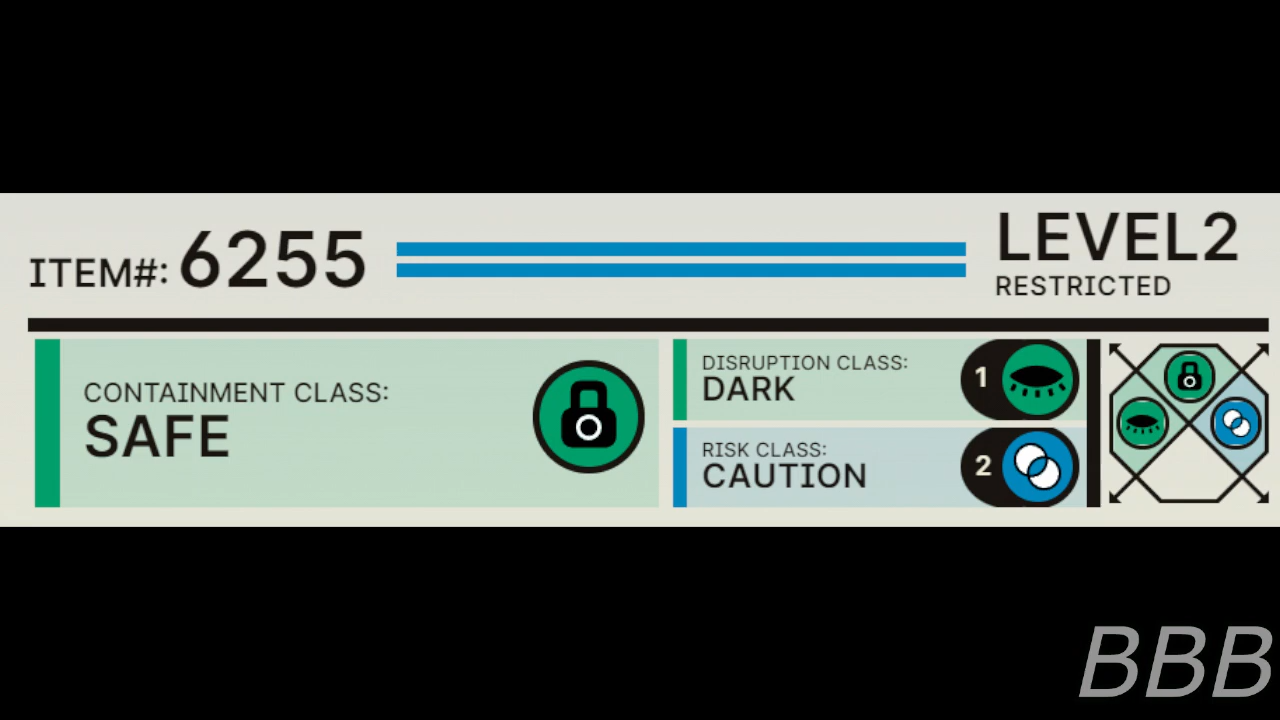 ITEM#: 6255
LEVEL2
RESTRICTED
CONTAINMENT CLASS:
SAFE
DISRUPTION CLASS:
DARK
1
RISK CLASS:
CAUTION
2
BBB